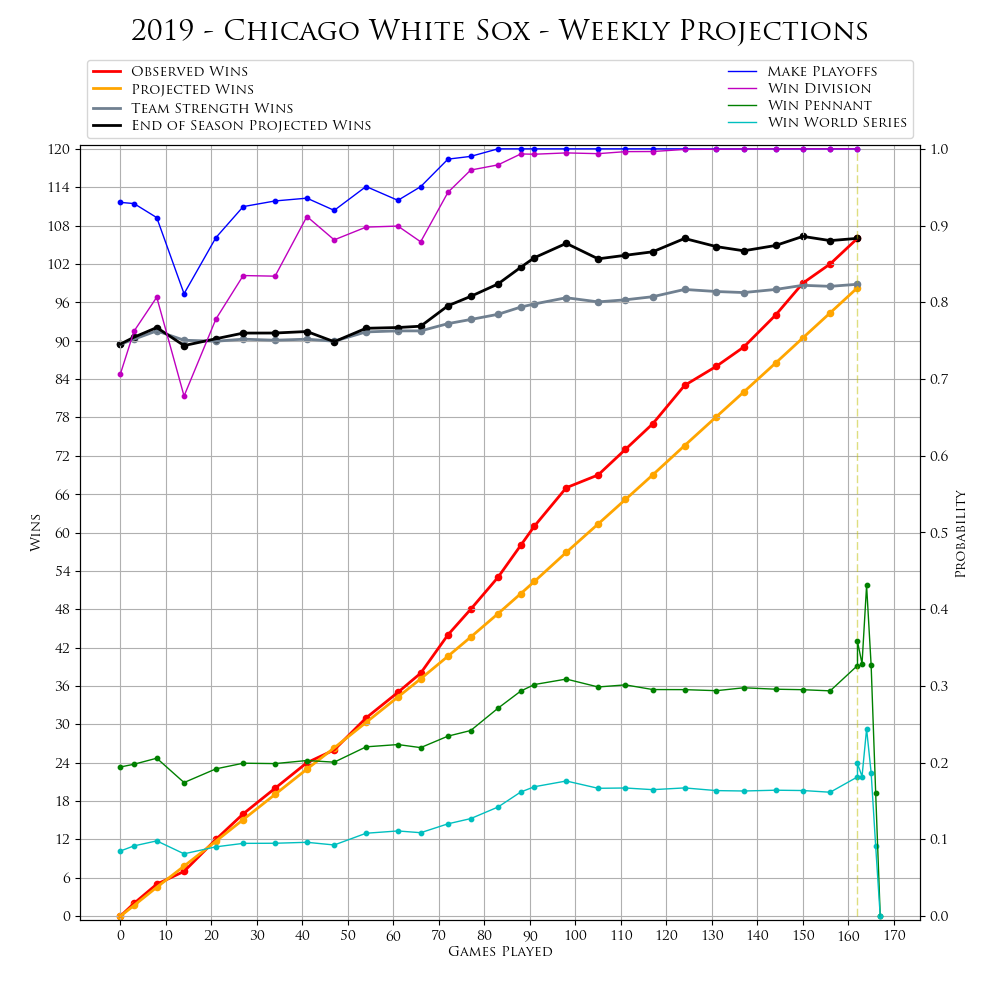 2019 - Chicago White Sox - Weekly Projections
Observed Wins
Projected Wins
Team Strength Wins
End of Season Projected Wins
Make Playoffs
Win Division
Win Pennant
Win World Series
120
114
108
102
96
90
84
78
72
66
60
54
48
42
36
30
24
18
12
6
0
Wins
1.0
0.9
0.8
0.7
0.6
0.5
0.4
0.3
0.2
0.1
0.0
Probability
0 10 20 30 40 50 60 70 80 90 100 110 120 130 140 150 160 170
Games Played